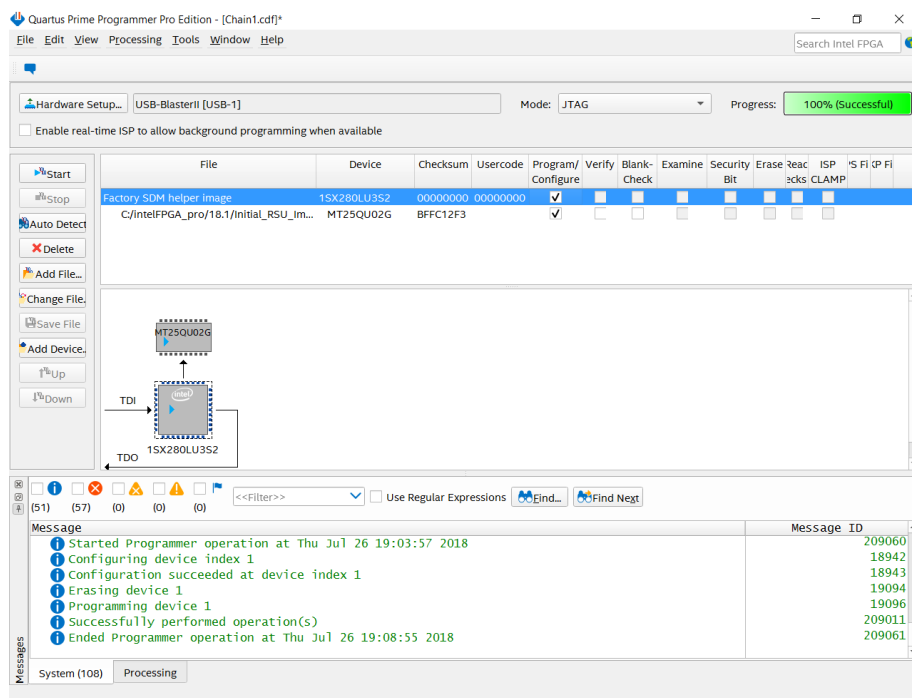 Quartus Prime Programmer Pro Edition - [Chain1.cdf]*
File Edit View Processing Tools Window Help
Search Intel FPGA
Hardware Setup... USB-BlasterII [USB-1] Mode: JTAG Progress: 100% (Successful)
Enable real-time ISP to allow background programming when available
Start
Stop
Auto Detect
Delete
Add File...
Change File.
Save File
Add Device.
Up
Down
File Device Checksum Usercode Program/ Verify Blank- Examine Security Erase ISP
Configure Check Bit CLAMP
Factory SDM helper image 1SX280LU3S2 00000000 00000000
C:/intelFPGA_pro/18.1/Initial_RSU_Im... MT25QU02G BFFC12F3
MT25QU02G
intel
TDI
1SX280LU3S2
TDO
(51) (57) (0) (0) (0) <<Filter>> Use Regular Expressions Find... Find Next
Message Message ID
Started Programmer operation at Thu Jul 26 19:03:57 2018 209060
Configuring device index 1 18942
Configuration succeeded at device index 1 18943
Erasing device 1 19094
Programming device 1 19096
Successfully performed operation(s) 209011
Ended Programmer operation at Thu Jul 26 19:08:55 2018 209061
Messages
System (108) Processing